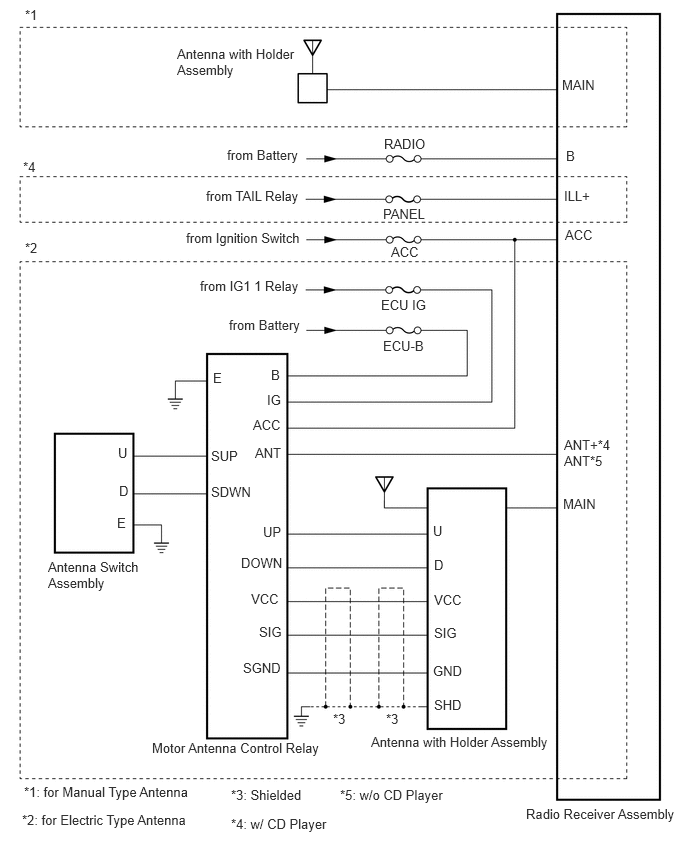 *1
Antenna with Holder
Assembly
MAIN
RADIO
from Battery
B
*4
from TAIL Relay
ILL+
PANEL
from Ignition Switch
ACC
ACC
*2
from IG1 1 Relay
ECU IG
from Battery
ECU-B
E
B
IG
ACC
ANT
ANT+*4
ANT*5
U
SUP
D
SDWN
E
MAIN
Antenna Switch
Assembly
UP
U
DOWN
D
VCC
VCC
SIG
SIG
SGND
GND
SHD
*3
*3
Motor Antenna Control Relay
Antenna with Holder Assembly
*1: for Manual Type Antenna
*3: Shielded
*5: w/o CD Player
*2: for Electric Type Antenna
*4: w/ CD Player
Radio Receiver Assembly